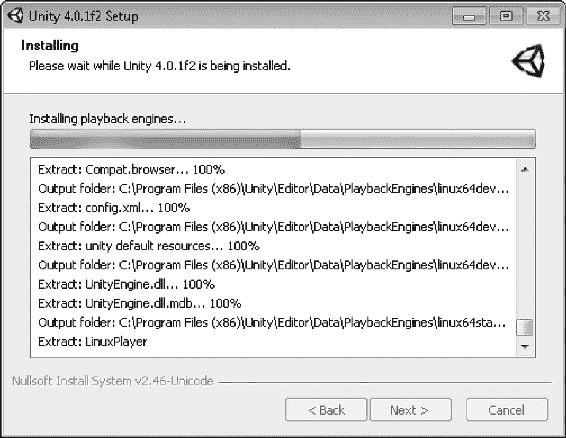 Unity 4.0.1f2 Setup
Installing
Please wait while Unity 4.0.1f2 is being installed.
Installing playback engines...
Extract: Compat.browser... 100%
Output folder: C:\Program Files (x86)\Unity\Editor\Data\PlaybackEngines\linux64dev...
Extract: config.xml... 100%
Output folder: C:\Program Files (x86)\Unity\Editor\Data\PlaybackEngines\linux64dev...
Extract: unity default resources... 100%
Output folder: C:\Program Files (x86)\Unity\Editor\Data\PlaybackEngines\linux64dev...
Extract: UnityEngine.dll... 100%
Extract: UnityEngine.dll.mdb... 100%
Output folder: C:\Program Files (x86)\Unity\Editor\Data\PlaybackEngines\linux64sta...
Extract: LinuxPlayer
Nullsoft Install System v2.46-Unicode
< Back Next > Cancel